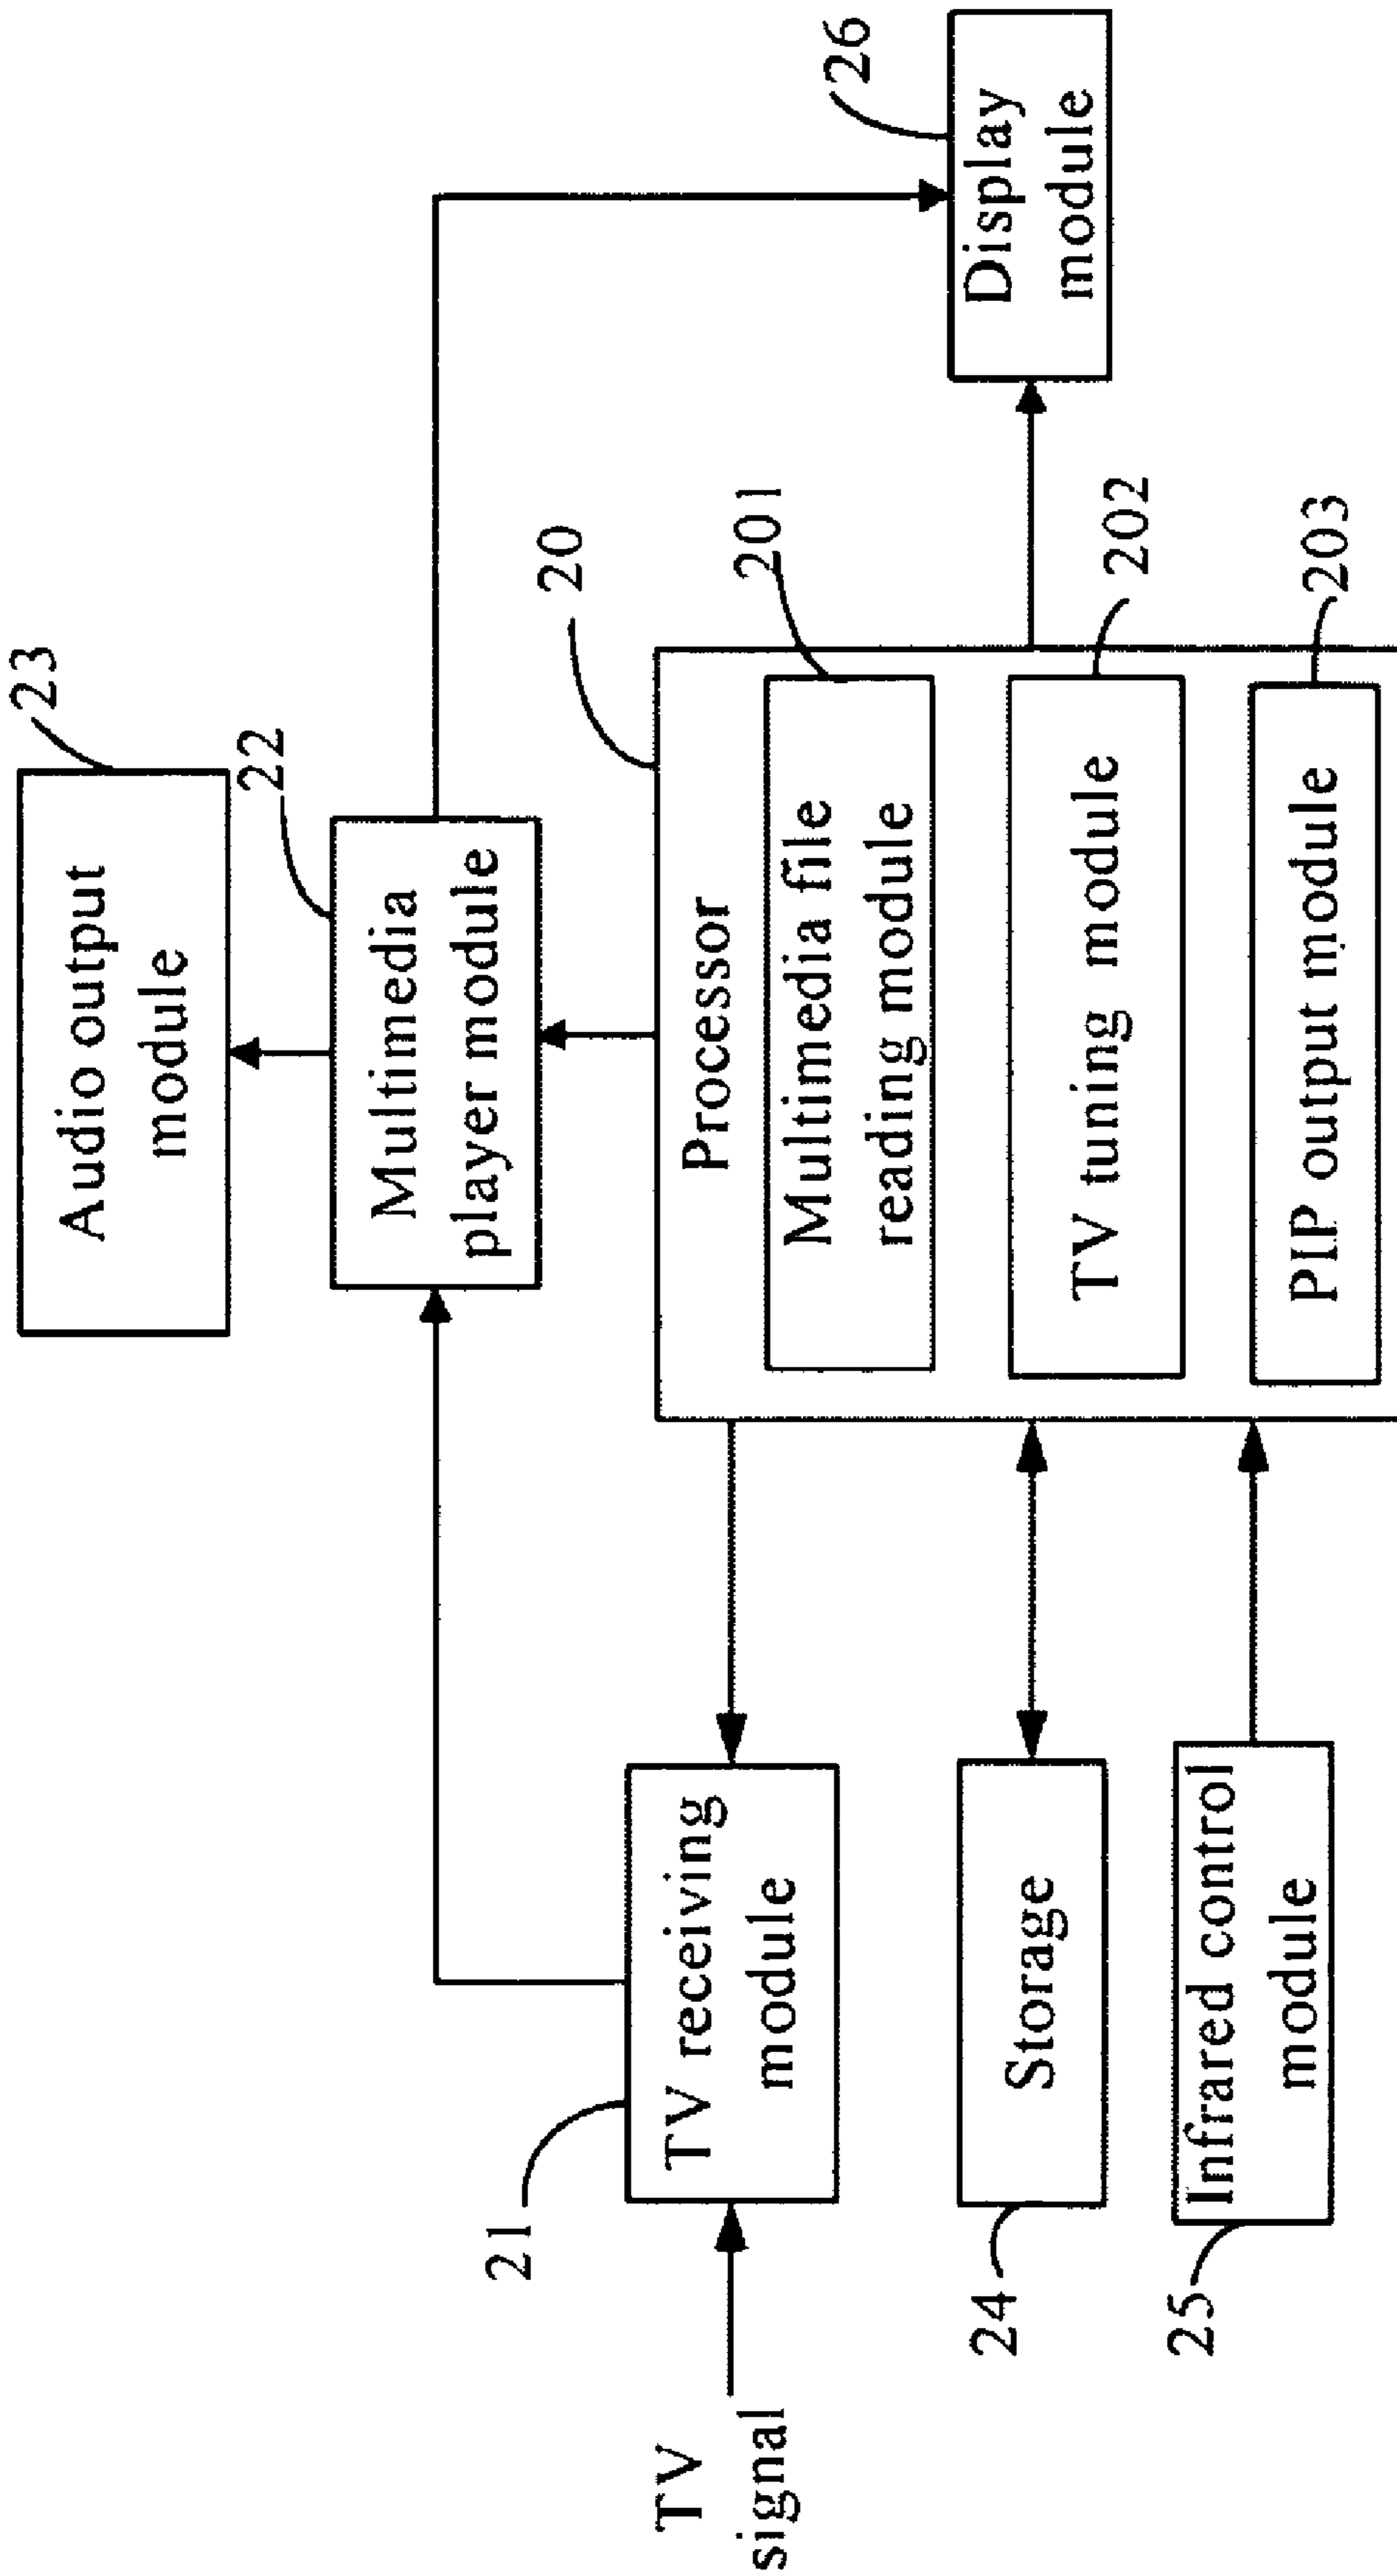 23
Audio output
module
22
Multimedia
player module
20
Processor
201
Multimedia file
reading module
202
TV tuning module
203
PIP output module
26
Display
module
21
TV receiving
module
TV
signal
24
Storage
25
Infrared control
module